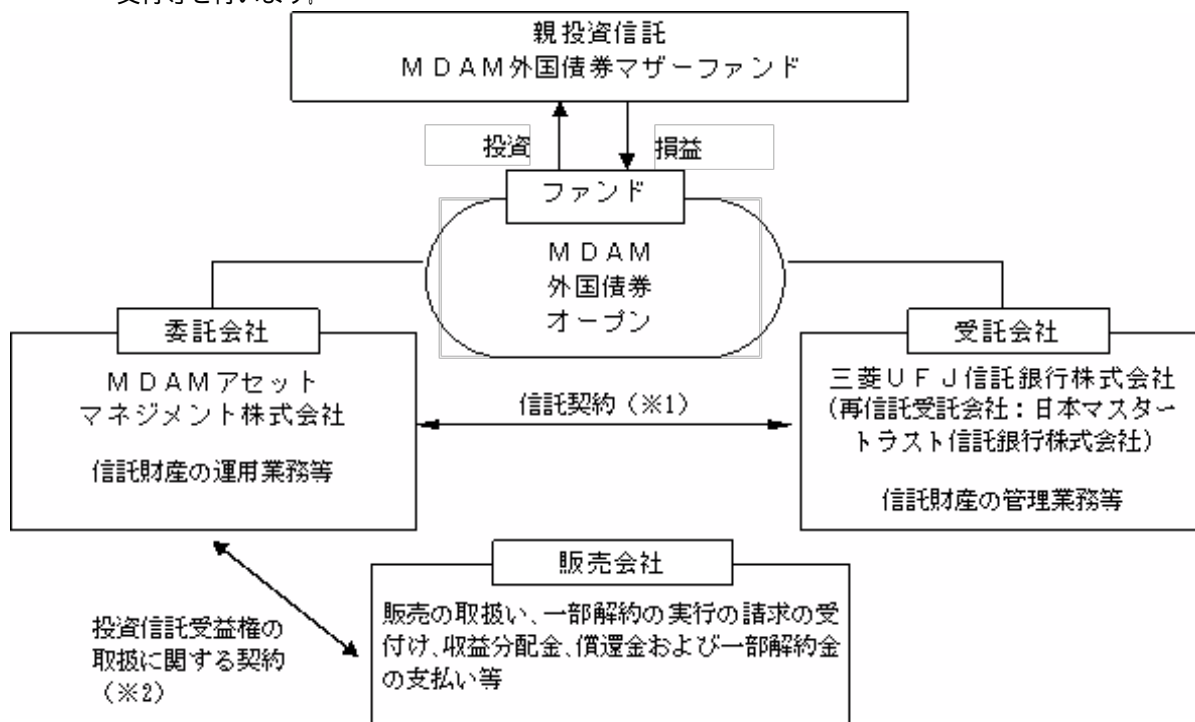 受付等を行います。
親投資信託
ＭＤＡＭ外国債券マザーファンド
投資
損益
ファンド
ＭＤＡＭ
外国債券
オープン
委託会社
ＭＤＡＭアセット
マネジメント株式会社
信託財産の運用業務等
信託契約（※1）
受託会社
三菱ＵＦＪ信託銀行株式会社
（再信託受託会社：日本マスター
トラスト信託銀行株式会社）
信託財産の管理業務等
投資信託受益権の
取扱に関する契約
（※2）
販売会社
販売の取扱い、一部解約の実行の請求の受
付け、収益分配金、償還金および一部解約金
の支払い等